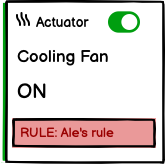 Actuator
Cooling Fan
ON
RULE: Ale's rule